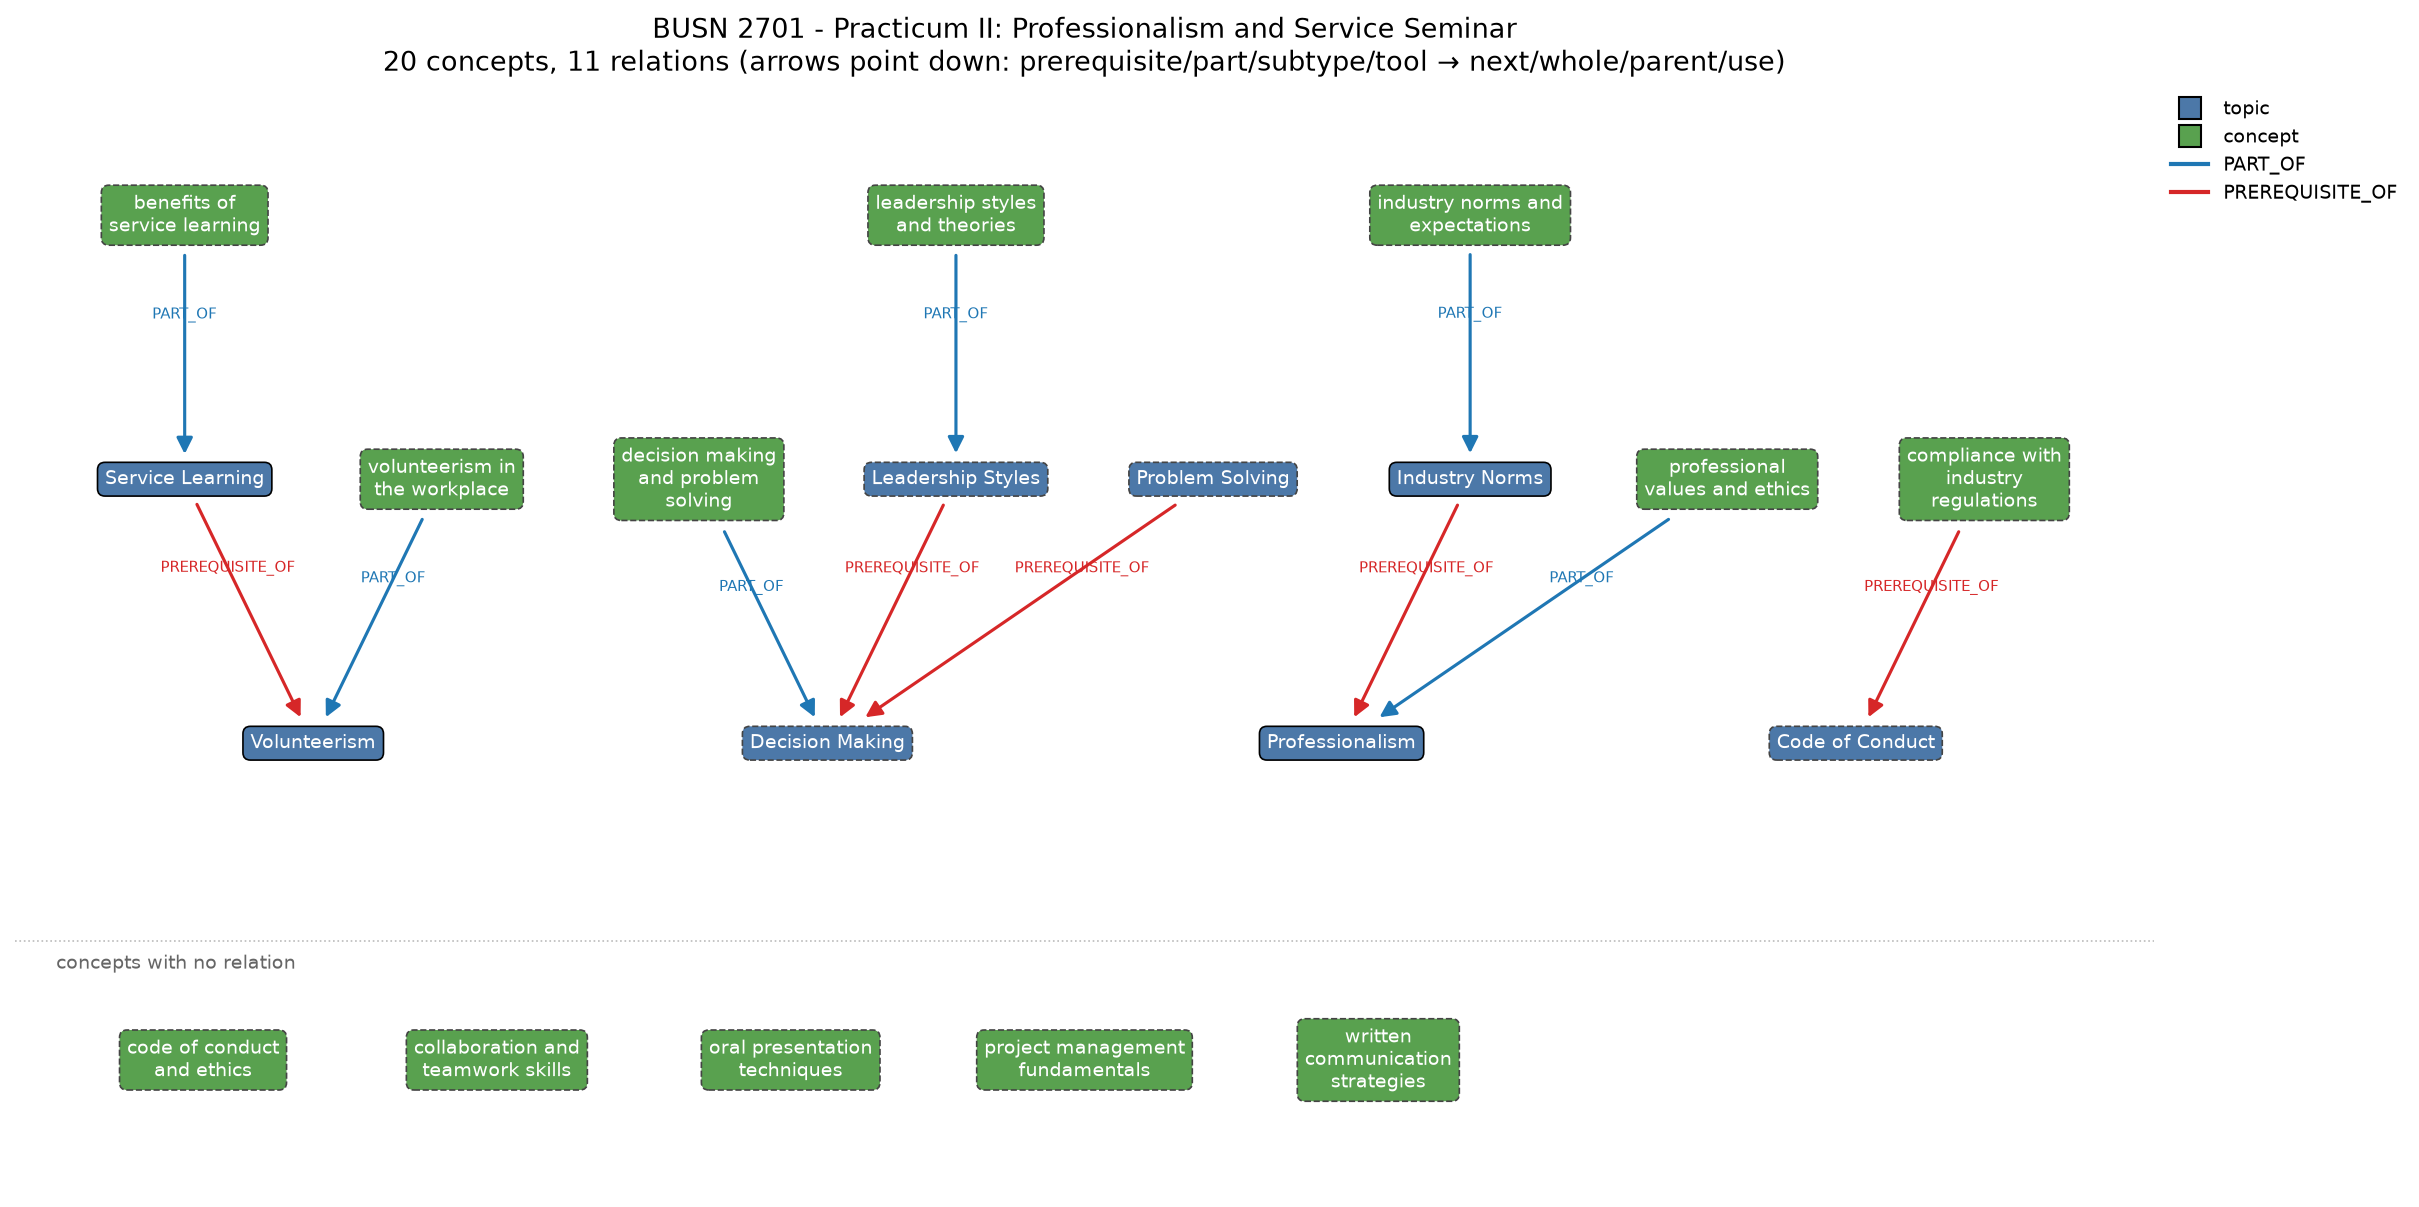 BUSN 2701 - Practicum II: Professionalism and Service Seminar
20 concepts, 11 relations (arrows point down: prerequisite/part/subtype/tool → next/whole/parent/use)
topic
concept
PART_OF
PREREQUISITE_OF
benefits of
service learning
leadership styles
and theories
industry norms and
expectations
PART_OF
PART_OF
PART_OF
Service Learning
volunteerism in
the workplace
decision making
and problem
solving
Leadership Styles
Problem Solving
Industry Norms
professional
values and ethics
compliance with
industry
regulations
PREREQUISITE_OF
PART_OF
PART_OF
PREREQUISITE_OF
PREREQUISITE_OF
PREREQUISITE_OF
PART_OF
PREREQUISITE_OF
Volunteerism
Decision Making
Professionalism
Code of Conduct
concepts with no relation
code of conduct
and ethics
collaboration and
teamwork skills
oral presentation
techniques
project management
fundamentals
written
communication
strategies